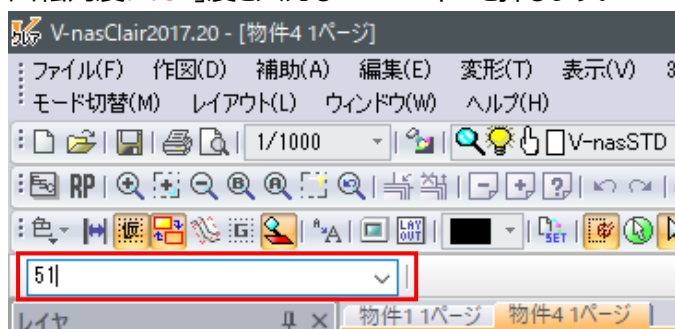 V-nasClair2017.20 - [物件4 1ページ]
ファイル(F) 作図(D) 補助(A) 編集(E) 変形(T) 表示(V) 3
モード切替(M) レイアウト(L) ウィンドウ(W) ヘルプ(H)
1/1000 V-nasSTD
RP
色 A LAYOUT SET
51
レイヤ 物件1 1ページ 物件4 1ページ